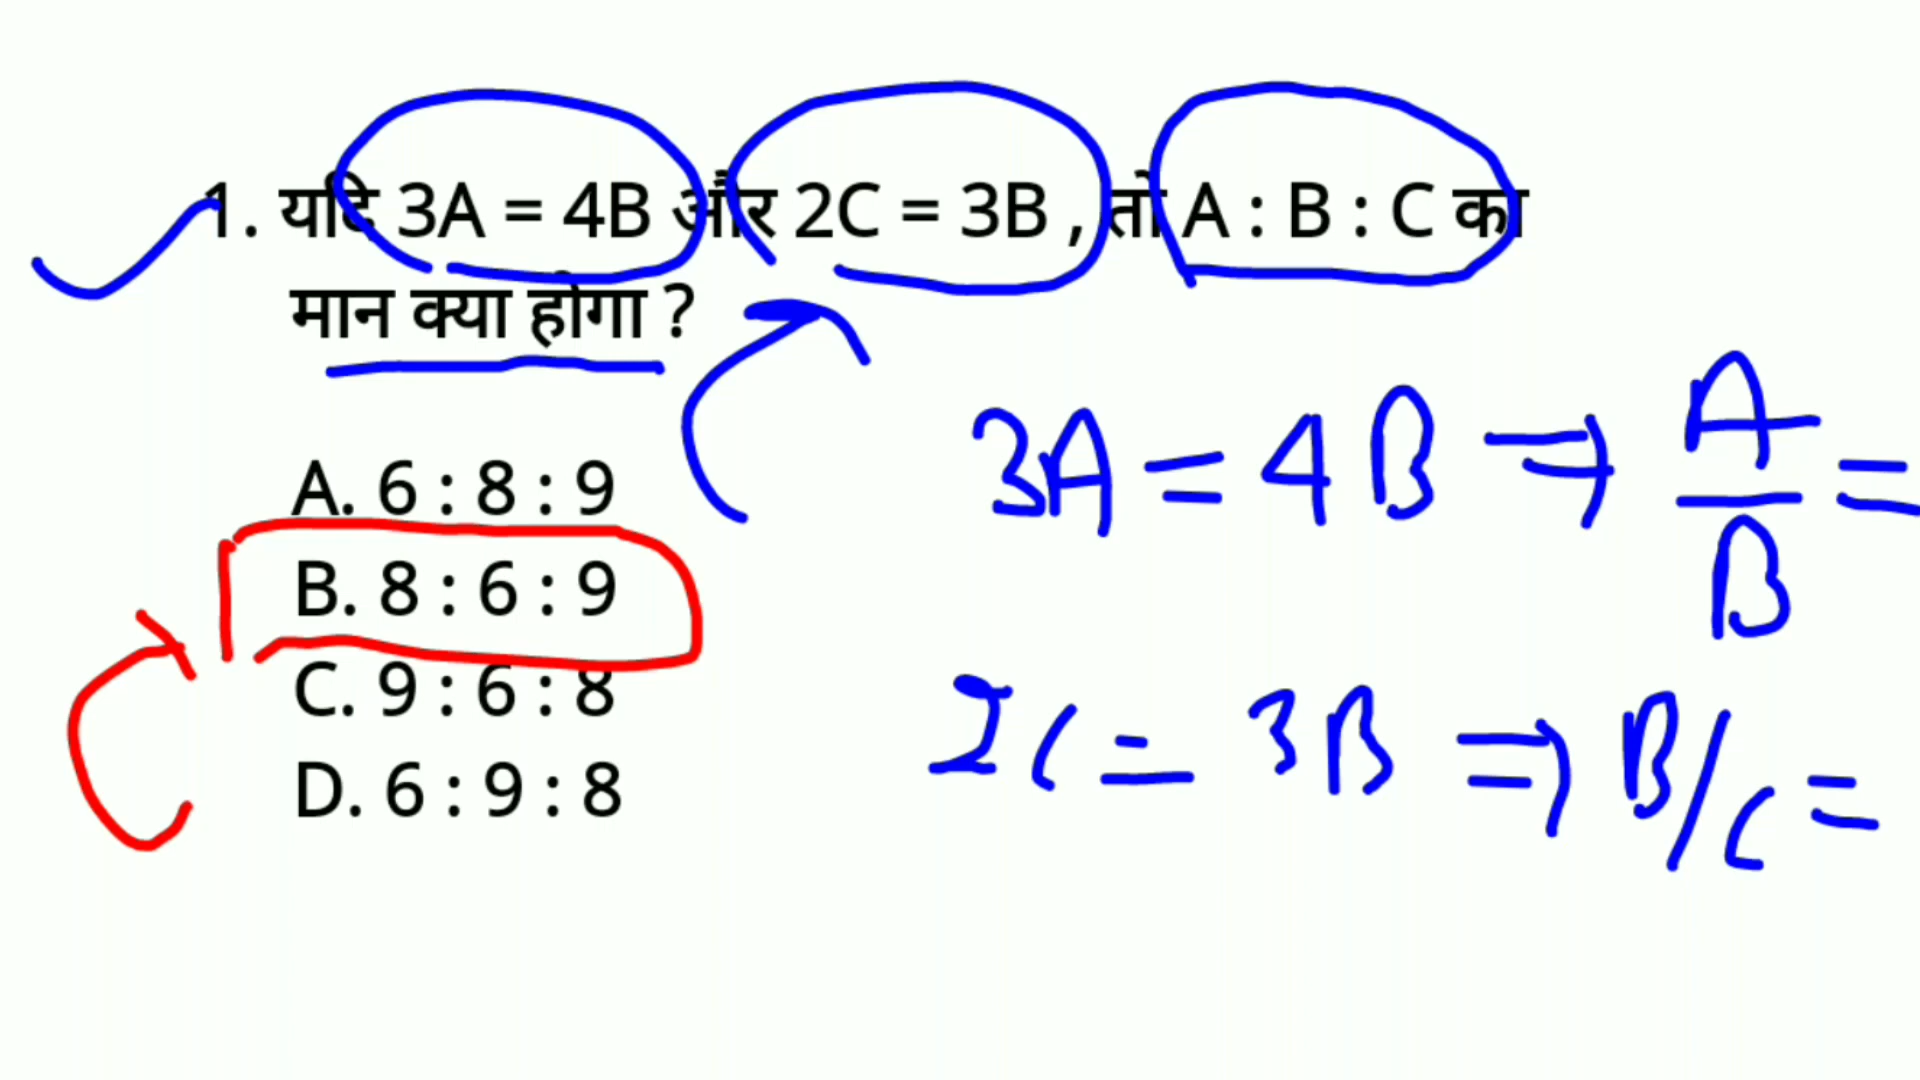 1. यदि 3A = 4B और 2C = 3B , तो A : B : C का
मान क्या होगा ?
A. 6 : 8 : 9
B. 8 : 6 : 9
C. 9 : 6 : 8
D. 6 : 9 : 8
3A = 4B ⇒ A/B =
2C = 3B ⇒ B/C =